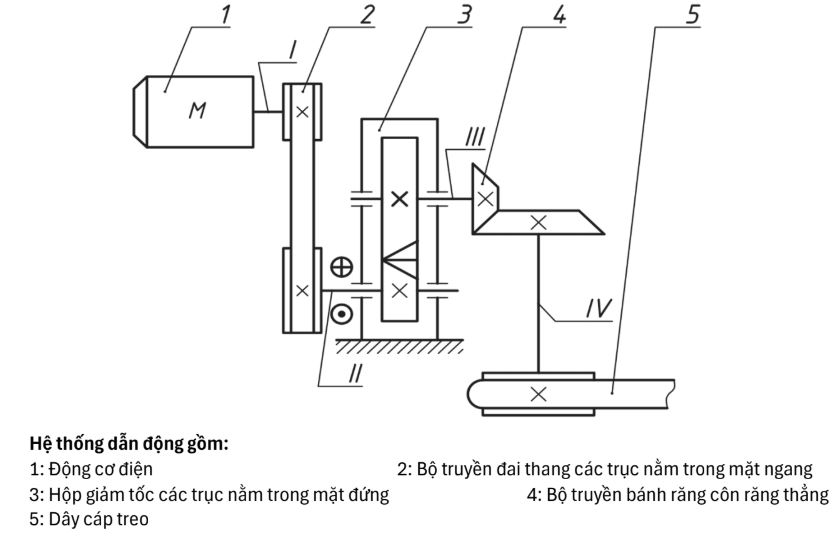 1 2 3 4 5
I
M
III
IV
II
Hệ thống dẫn động gồm:
1: Động cơ điện 2: Bộ truyền đai thang các trục nằm trong mặt ngang
3: Hộp giảm tốc các trục nằm trong mặt đứng 4: Bộ truyền bánh răng côn răng thẳng
5: Dây cáp treo